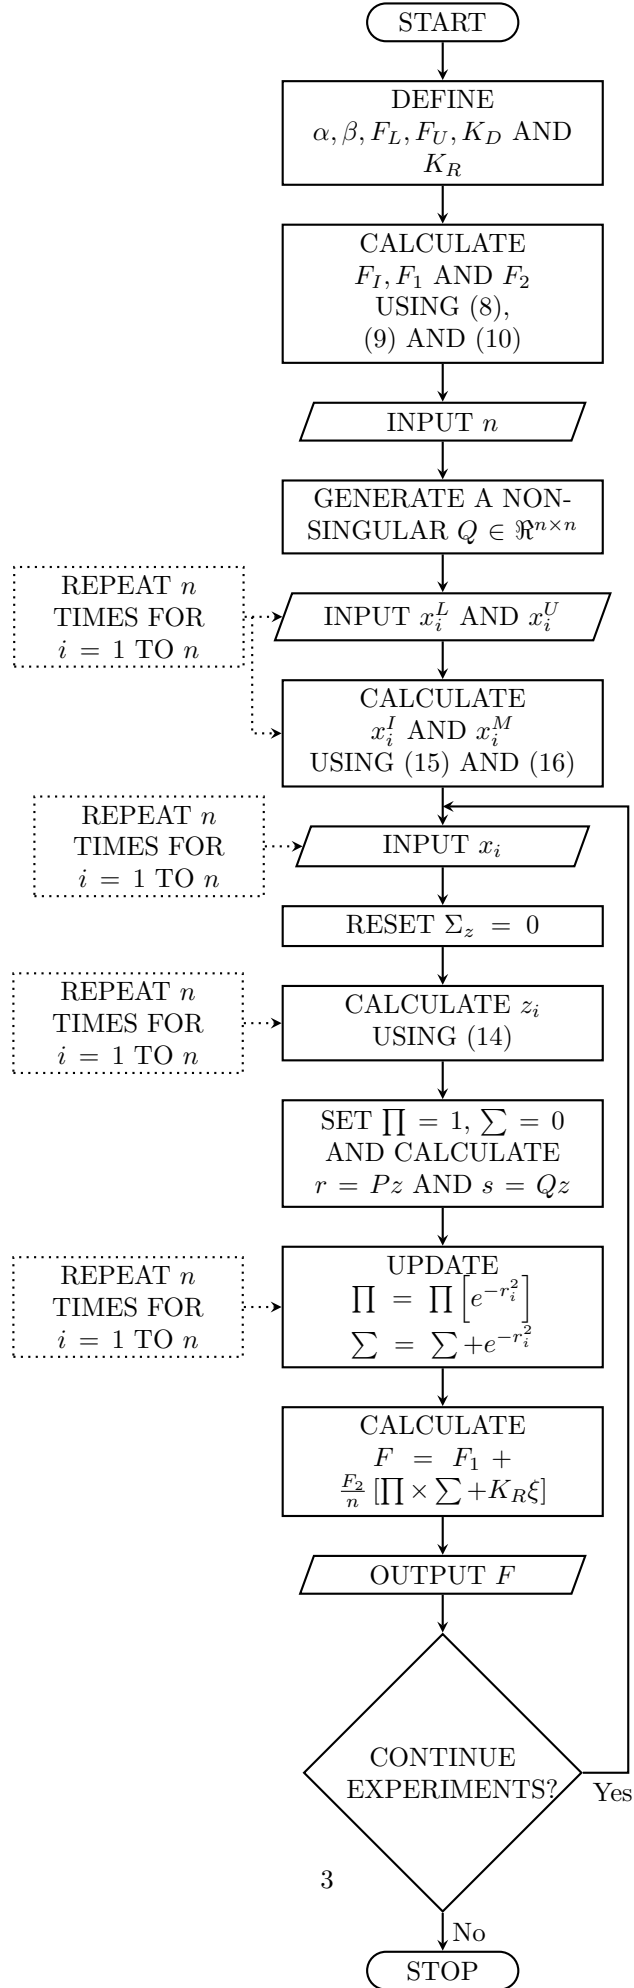 START
DEFINE
α, β, F_L, F_U, K_D AND
K_R
CALCULATE
F_I, F_1 AND F_2
USING (8),
(9) AND (10)
INPUT n
GENERATE A NON-
SINGULAR Q ∈ ℜ^{n×n}
REPEAT n
TIMES FOR
i = 1 TO n
INPUT x_i^L AND x_i^U
CALCULATE
x_i^I AND x_i^M
USING (15) AND (16)
REPEAT n
TIMES FOR
i = 1 TO n
INPUT x_i
RESET Σ_z = 0
REPEAT n
TIMES FOR
i = 1 TO n
CALCULATE z_i
USING (14)
SET ∏ = 1, ∑ = 0
AND CALCULATE
r = Pz AND s = Qz
REPEAT n
TIMES FOR
i = 1 TO n
UPDATE
∏ = ∏ [e^{-r_i^2}]
∑ = ∑ +e^{-r_i^2}
CALCULATE
F = F_1 +
\frac{F_2}{n} [∏ × ∑ +K_R ξ]
OUTPUT F
CONTINUE
EXPERIMENTS?
Yes
3
No
STOP